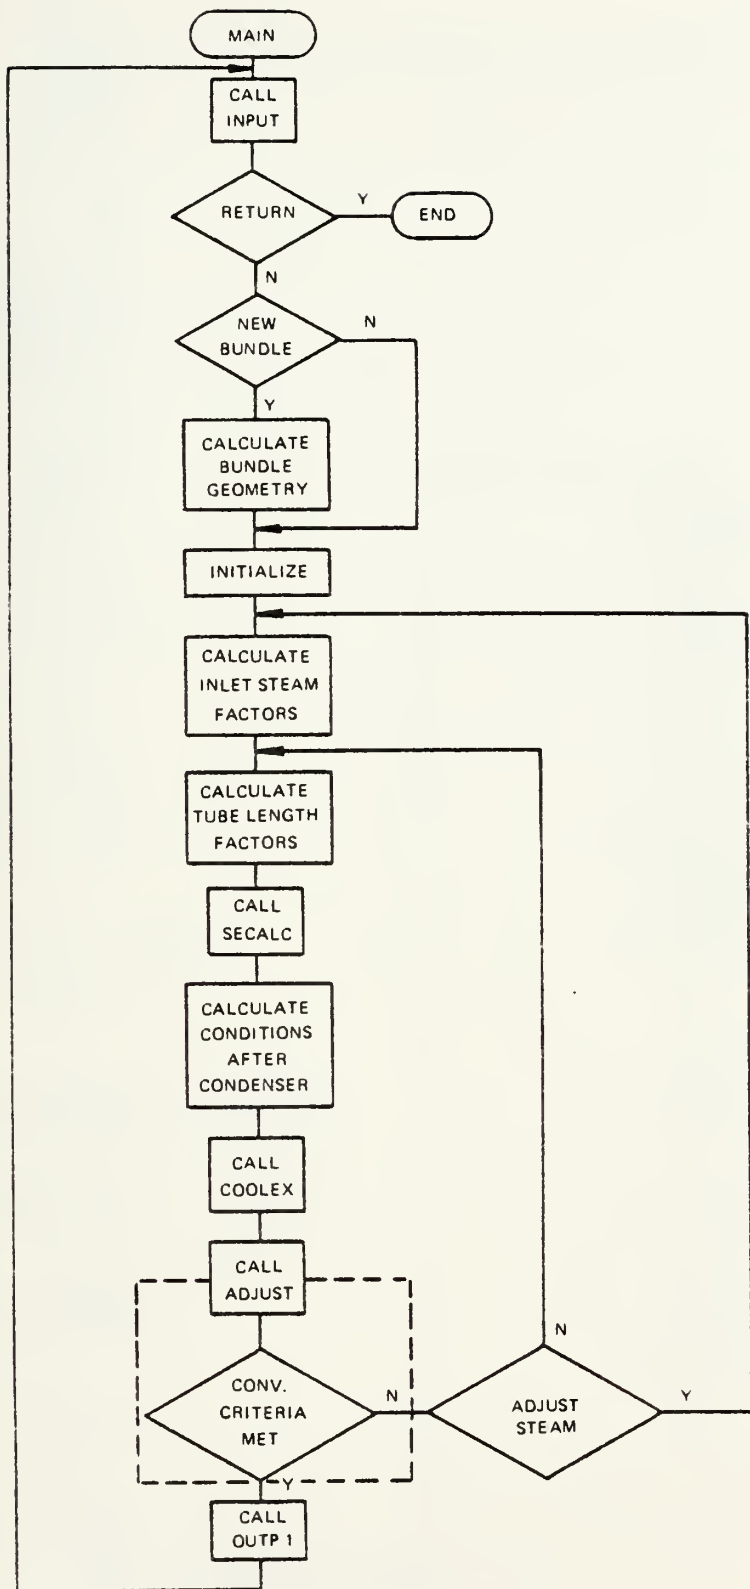 MAIN
CALL
INPUT
RETURN
Y
END
N
NEW
BUNDLE
N
Y
CALCULATE
BUNDLE
GEOMETRY
INITIALIZE
CALCULATE
INLET STEAM
FACTORS
CALCULATE
TUBE LENGTH
FACTORS
CALL
SECALC
CALCULATE
CONDITIONS
AFTER
CONDENSER
CALL
COOLEX
CALL
ADJUST
CONV.
CRITERIA
MET
N
Y
ADJUST
STEAM
N
Y
CALL
OUTP 1